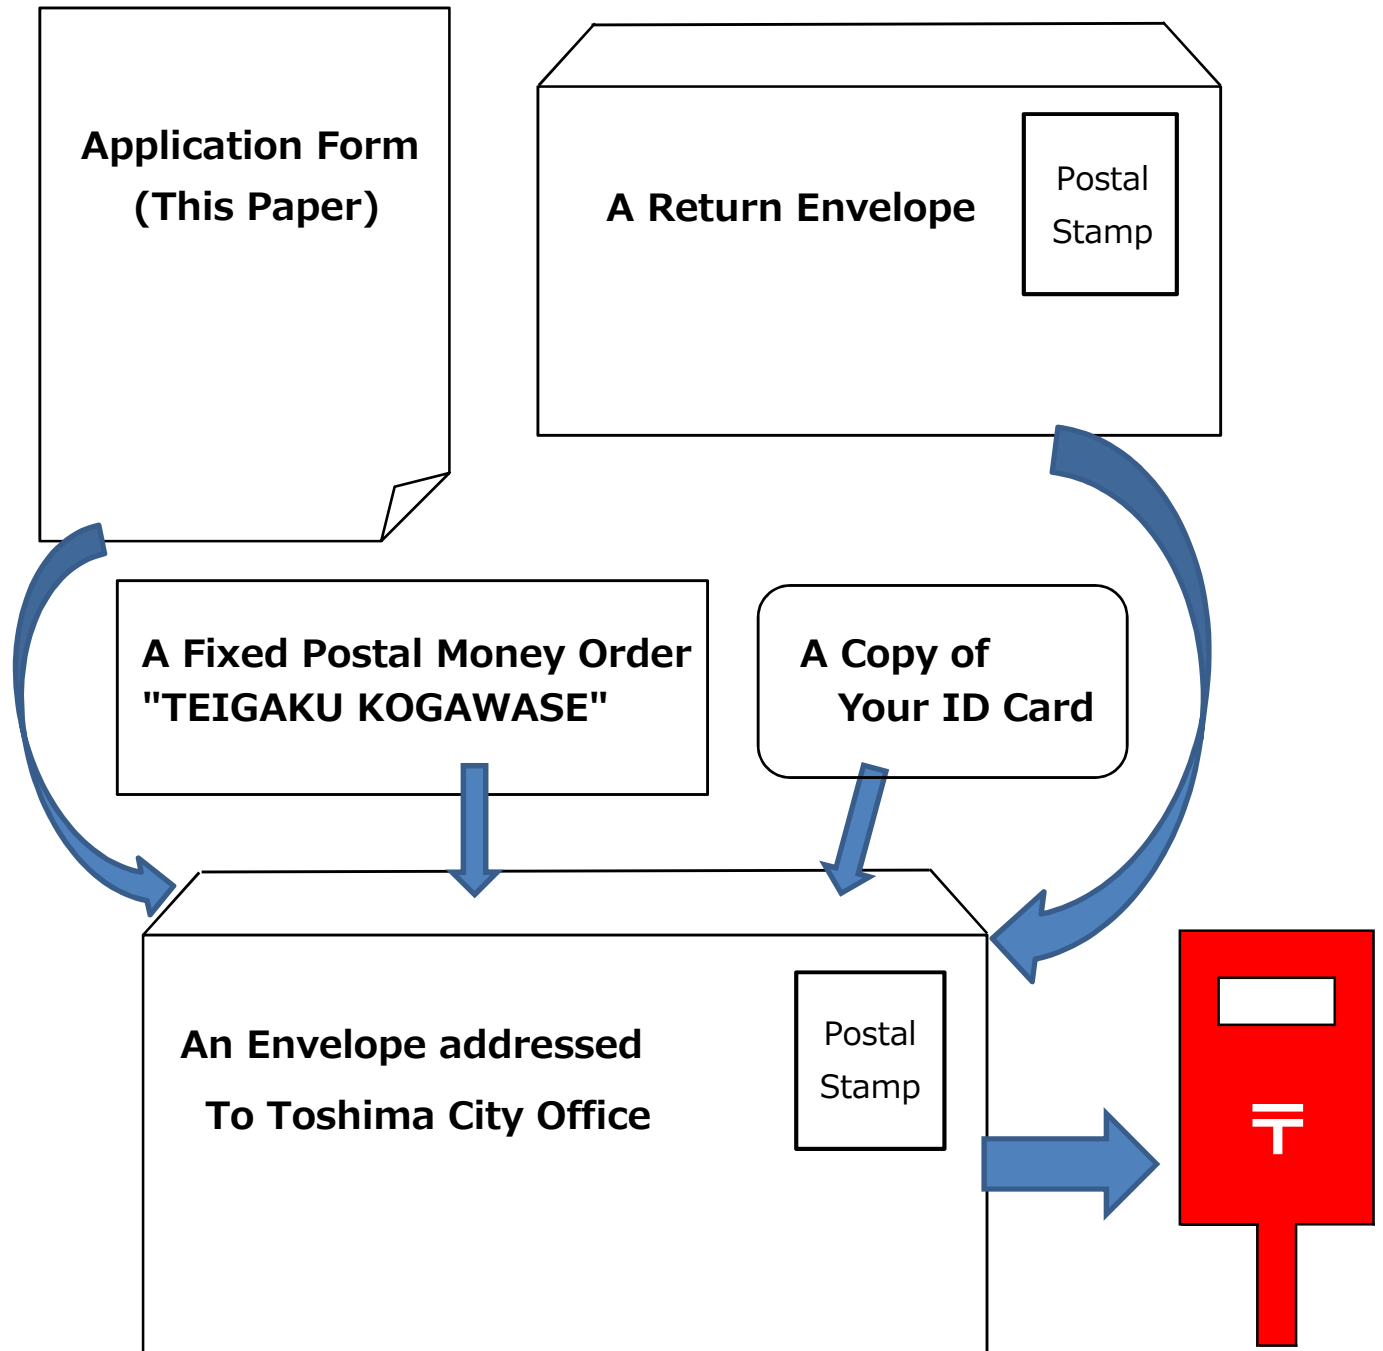 Application Form
(This Paper)
A Return Envelope
Postal
Stamp
A Fixed Postal Money Order
"TEIGAKU KOGAWASE"
A Copy of
Your ID Card
An Envelope addressed
To Toshima City Office
Postal
Stamp
〒